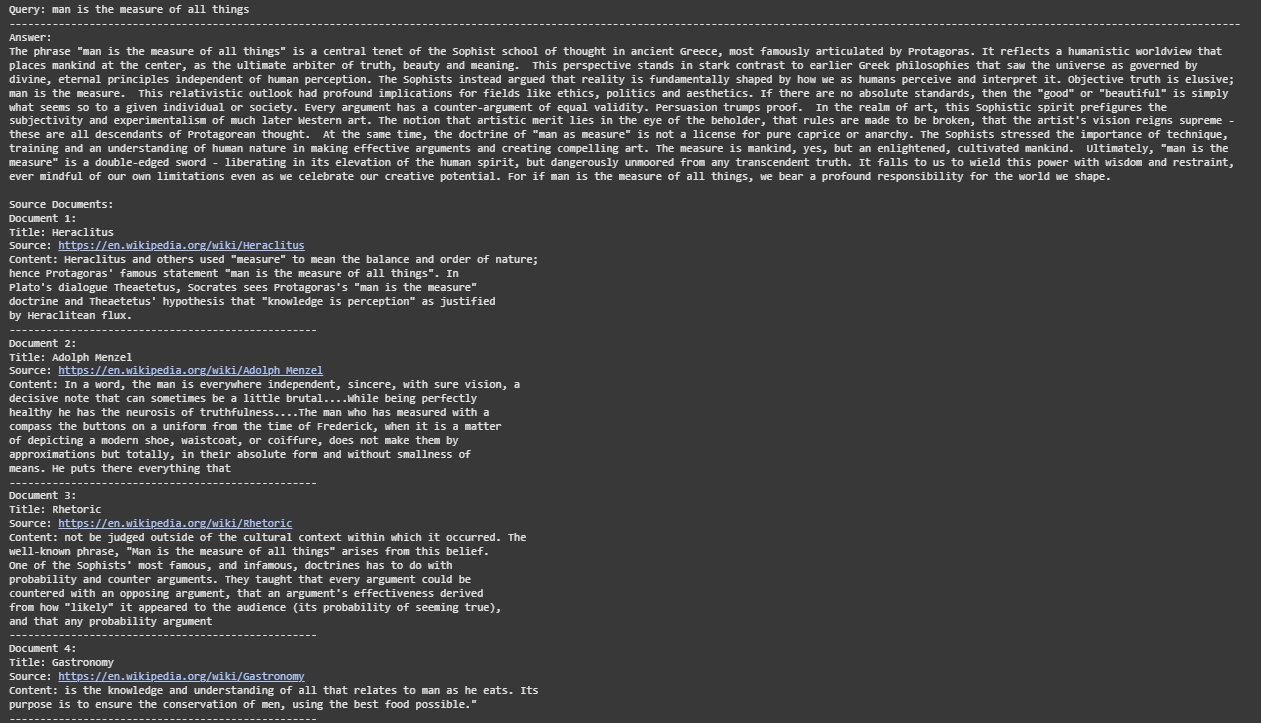 Query: man is the measure of all things
--------------------------------------------------------------------------------------------------------------------------------------------------------------------------------------------------------
Answer:
The phrase "man is the measure of all things" is a central tenet of the Sophist school of thought in ancient Greece, most famously articulated by Protagoras. It reflects a humanistic worldview that
places mankind at the center, as the ultimate arbiter of truth, beauty and meaning.  This perspective stands in stark contrast to earlier Greek philosophies that saw the universe as governed by
divine, eternal principles independent of human perception. The Sophists instead argued that reality is fundamentally shaped by how we as humans perceive and interpret it. Objective truth is elusive;
man is the measure.  This relativistic outlook had profound implications for fields like ethics, politics and aesthetics. If there are no absolute standards, then the "good" or "beautiful" is simply
what seems so to a given individual or society. Every argument has a counter-argument of equal validity. Persuasion trumps proof.  In the realm of art, this Sophistic spirit prefigures the
subjectivity and experimentalism of much later Western art. The notion that artistic merit lies in the eye of the beholder, that rules are made to be broken, that the artist's vision reigns supreme -
these are all descendants of Protagorean thought.  At the same time, the doctrine of "man as measure" is not a license for pure caprice or anarchy. The Sophists stressed the importance of technique,
training and an understanding of human nature in making effective arguments and creating compelling art. The measure is mankind, yes, but an enlightened, cultivated mankind.  Ultimately, "man is the
measure" is a double-edged sword - liberating in its elevation of the human spirit, but dangerously unmoored from any transcendent truth. It falls to us to wield this power with wisdom and restraint,
ever mindful of our own limitations even as we celebrate our creative potential. For if man is the measure of all things, we bear a profound responsibility for the world we shape.
Source Documents:
Document 1:
Title: Heraclitus
Source: https://en.wikipedia.org/wiki/Heraclitus
Content: Heraclitus and others used "measure" to mean the balance and order of nature;
hence Protagoras' famous statement "man is the measure of all things". In
Plato's dialogue Theaetetus, Socrates sees Protagoras's "man is the measure"
doctrine and Theaetetus' hypothesis that "knowledge is perception" as justified
by Heraclitean flux.
--------------------------------------------------
Document 2:
Title: Adolph Menzel
Source: https://en.wikipedia.org/wiki/Adolph Menzel
Content: In a word, the man is everywhere independent, sincere, with sure vision, a
decisive note that can sometimes be a little brutal....While being perfectly
healthy he has the neurosis of truthfulness....The man who has measured with a
compass the buttons on a uniform from the time of Frederick, when it is a matter
of depicting a modern shoe, waistcoat, or coiffure, does not make them by
approximations but totally, in their absolute form and without smallness of
means. He puts there everything that
--------------------------------------------------
Document 3:
Title: Rhetoric
Source: https://en.wikipedia.org/wiki/Rhetoric
Content: not be judged outside of the cultural context within which it occurred. The
well-known phrase, "Man is the measure of all things" arises from this belief.
One of the Sophists' most famous, and infamous, doctrines has to do with
probability and counter arguments. They taught that every argument could be
countered with an opposing argument, that an argument's effectiveness derived
from how "likely" it appeared to the audience (its probability of seeming true),
and that any probability argument
--------------------------------------------------
Document 4:
Title: Gastronomy
Source: https://en.wikipedia.org/wiki/Gastronomy
Content: is the knowledge and understanding of all that relates to man as he eats. Its
purpose is to ensure the conservation of men, using the best food possible."
--------------------------------------------------